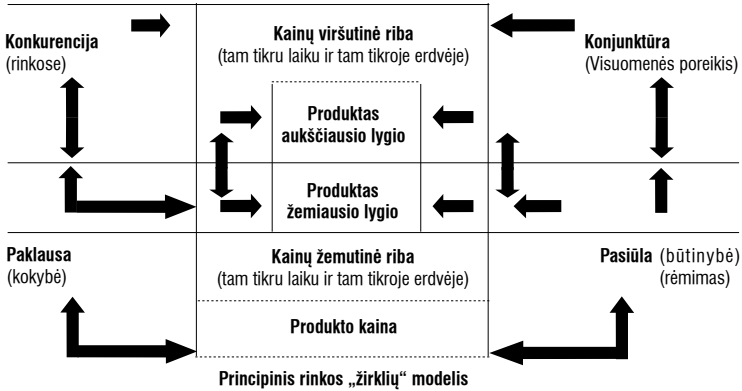 Konkurencija
(rinkose)
Kainų viršutinė riba
(tam tikru laiku ir tam tikroje erdvėje)
Konjunktūra
(Visuomenės poreikis)
Produktas
aukščiausio lygio
Produktas
žemiausio lygio
Paklausa
(kokybė)
Kainų žemutinė riba
(tam tikru laiku ir tam tikroje erdvėje)
Pasiūla (būtinybė)
(rėmimas)
Produkto kaina
Principinis rinkos „žirklių“ modelis